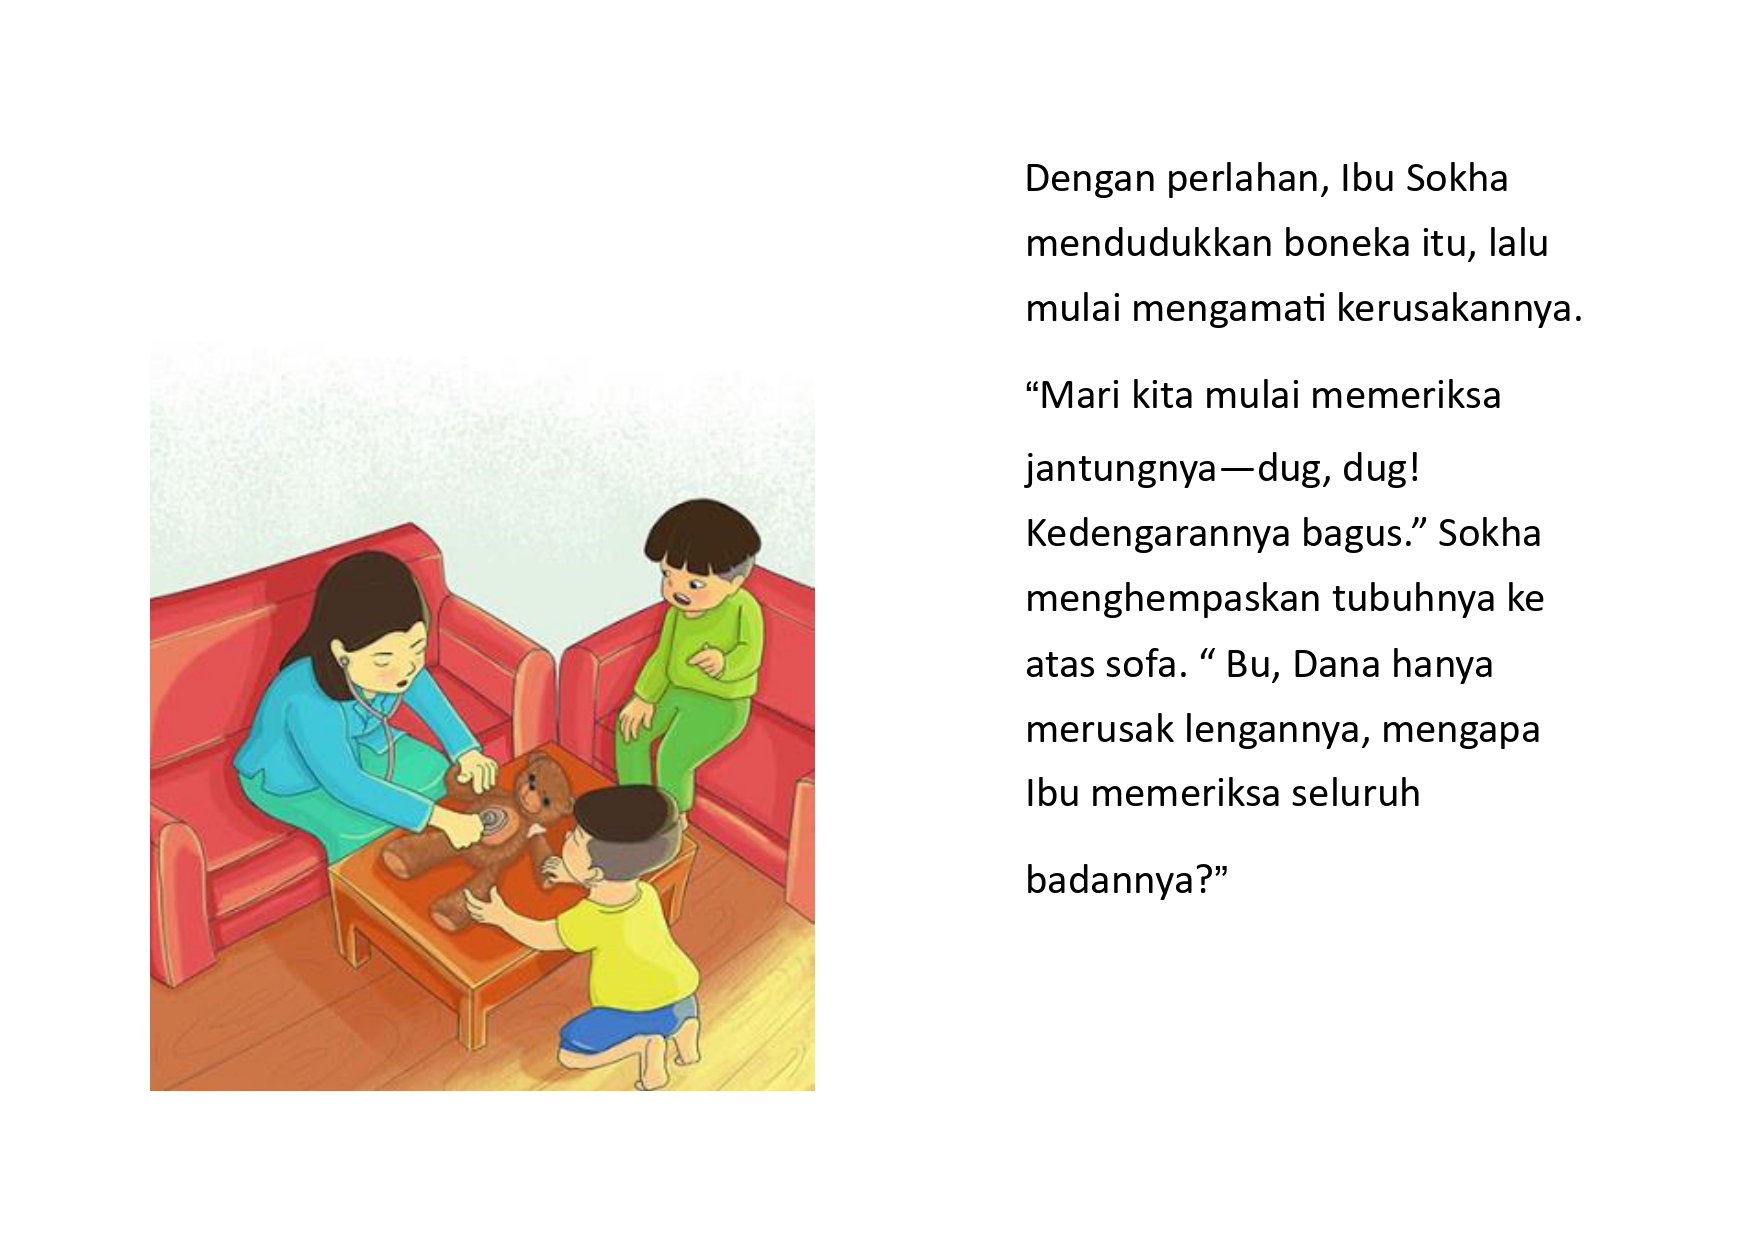 Dengan perlahan, Ibu Sokha
mendudukkan boneka itu, lalu
mulai mengamati kerusakannya.
“Mari kita mulai memeriksa
jantungnya—dug, dug!
Kedengarannya bagus.” Sokha
menghempaskan tubuhnya ke
atas sofa. “ Bu, Dana hanya
merusak lengannya, mengapa
Ibu memeriksa seluruh
badannya?”